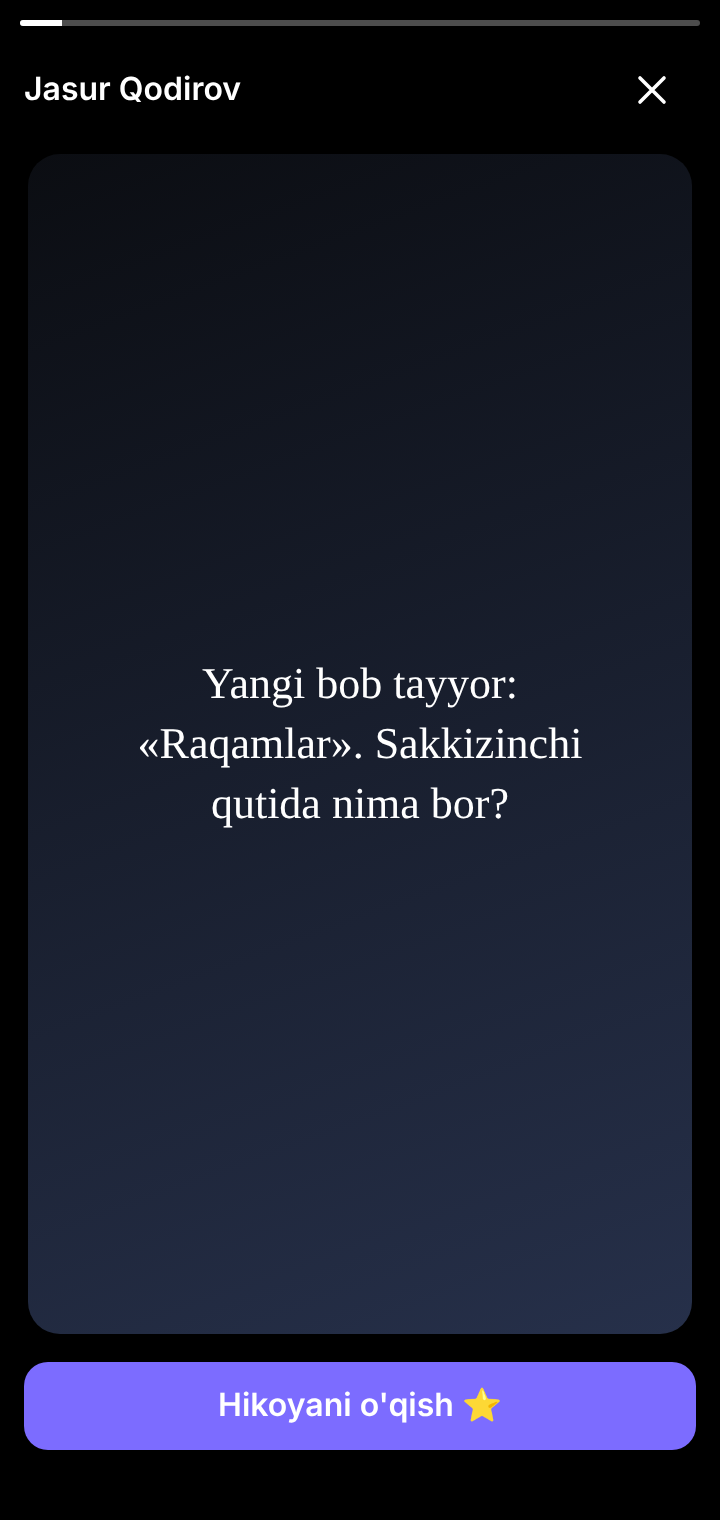 Jasur Qodirov
Yangi bob tayyor:
«Raqamlar». Sakkizinchi
qutida nima bor?
Hikoyani o'qish ⭐